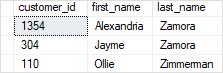 customer_id first_name last_name
1354 Alexandria Zamora
304 Jayme Zamora
110 Ollie Zimmerman